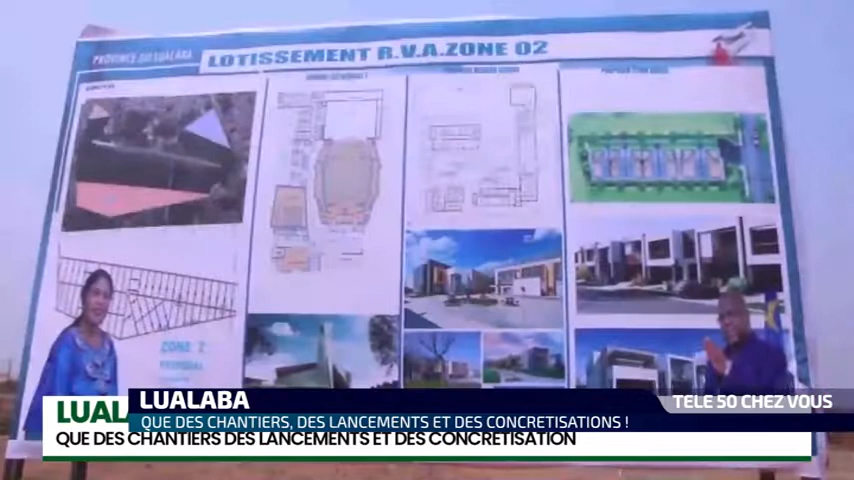 PROVINCE DU LUALABA
LOTISSEMENT R.V.A. ZONE 02
ZONE 2
LUALABA
TELE 50 CHEZ VOUS
LUAL
QUE DES CHANTIERS, DES LANCEMENTS ET DES CONCRETISATIONS !
QUE DES CHANTIERS DES LANCEMENTS ET DES CONCRETISATION